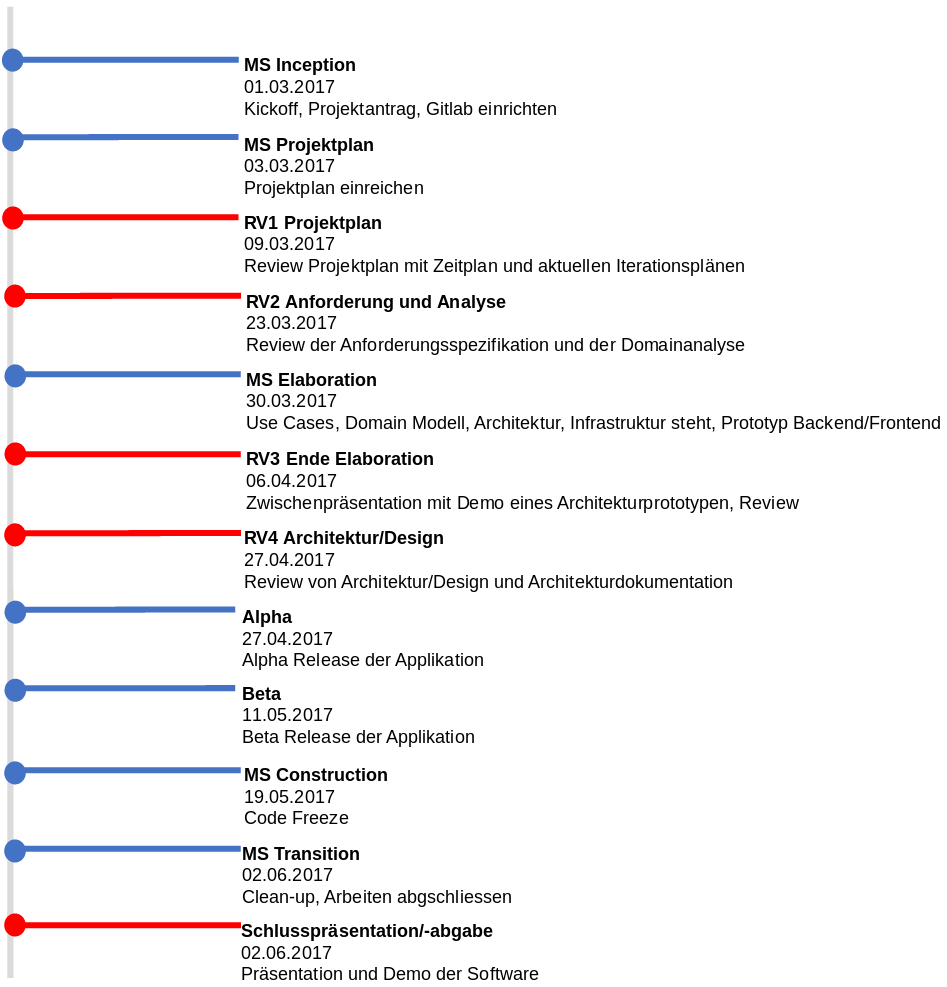 MS Inception
01.03.2017
Kickoff, Projektantrag, Gitlab einrichten
MS Projektplan
03.03.2017
Projektplan einreichen
RV1 Projektplan
09.03.2017
Review Projektplan mit Zeitplan und aktuellen Iterationsplänen
RV2 Anforderung und Analyse
23.03.2017
Review der Anforderungsspezifikation und der Domainanalyse
MS Elaboration
30.03.2017
Use Cases, Domain Modell, Architektur, Infrastruktur steht, Prototyp Backend/Frontend
RV3 Ende Elaboration
06.04.2017
Zwischenpräsentation mit Demo eines Architekturprototypen, Review
RV4 Architektur/Design
27.04.2017
Review von Architektur/Design und Architekturdokumentation
Alpha
27.04.2017
Alpha Release der Applikation
Beta
11.05.2017
Beta Release der Applikation
MS Construction
19.05.2017
Code Freeze
MS Transition
02.06.2017
Clean-up, Arbeiten abgschliessen
Schlusspräsentation/-abgabe
02.06.2017
Präsentation und Demo der Software